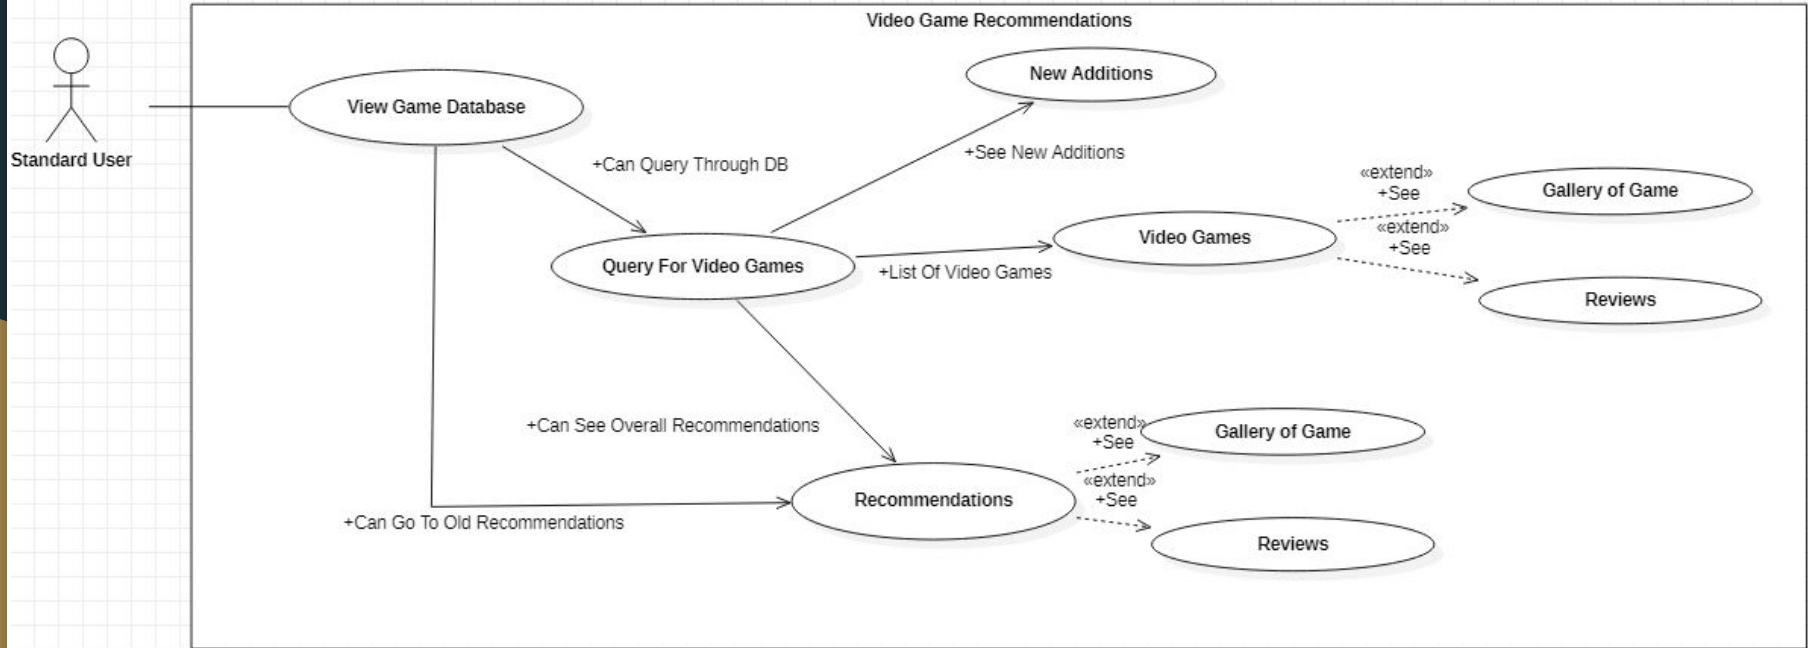 Video Game Recommendations
New Additions
View Game Database
Standard User
+Can Query Through DB
+See New Additions
«extend»
+See
Gallery of Game
«extend»
+See
Video Games
Query For Video Games
+List Of Video Games
Reviews
+Can See Overall Recommendations
«extend»
+See
Gallery of Game
«extend»
+See
Recommendations
+Can Go To Old Recommendations
Reviews